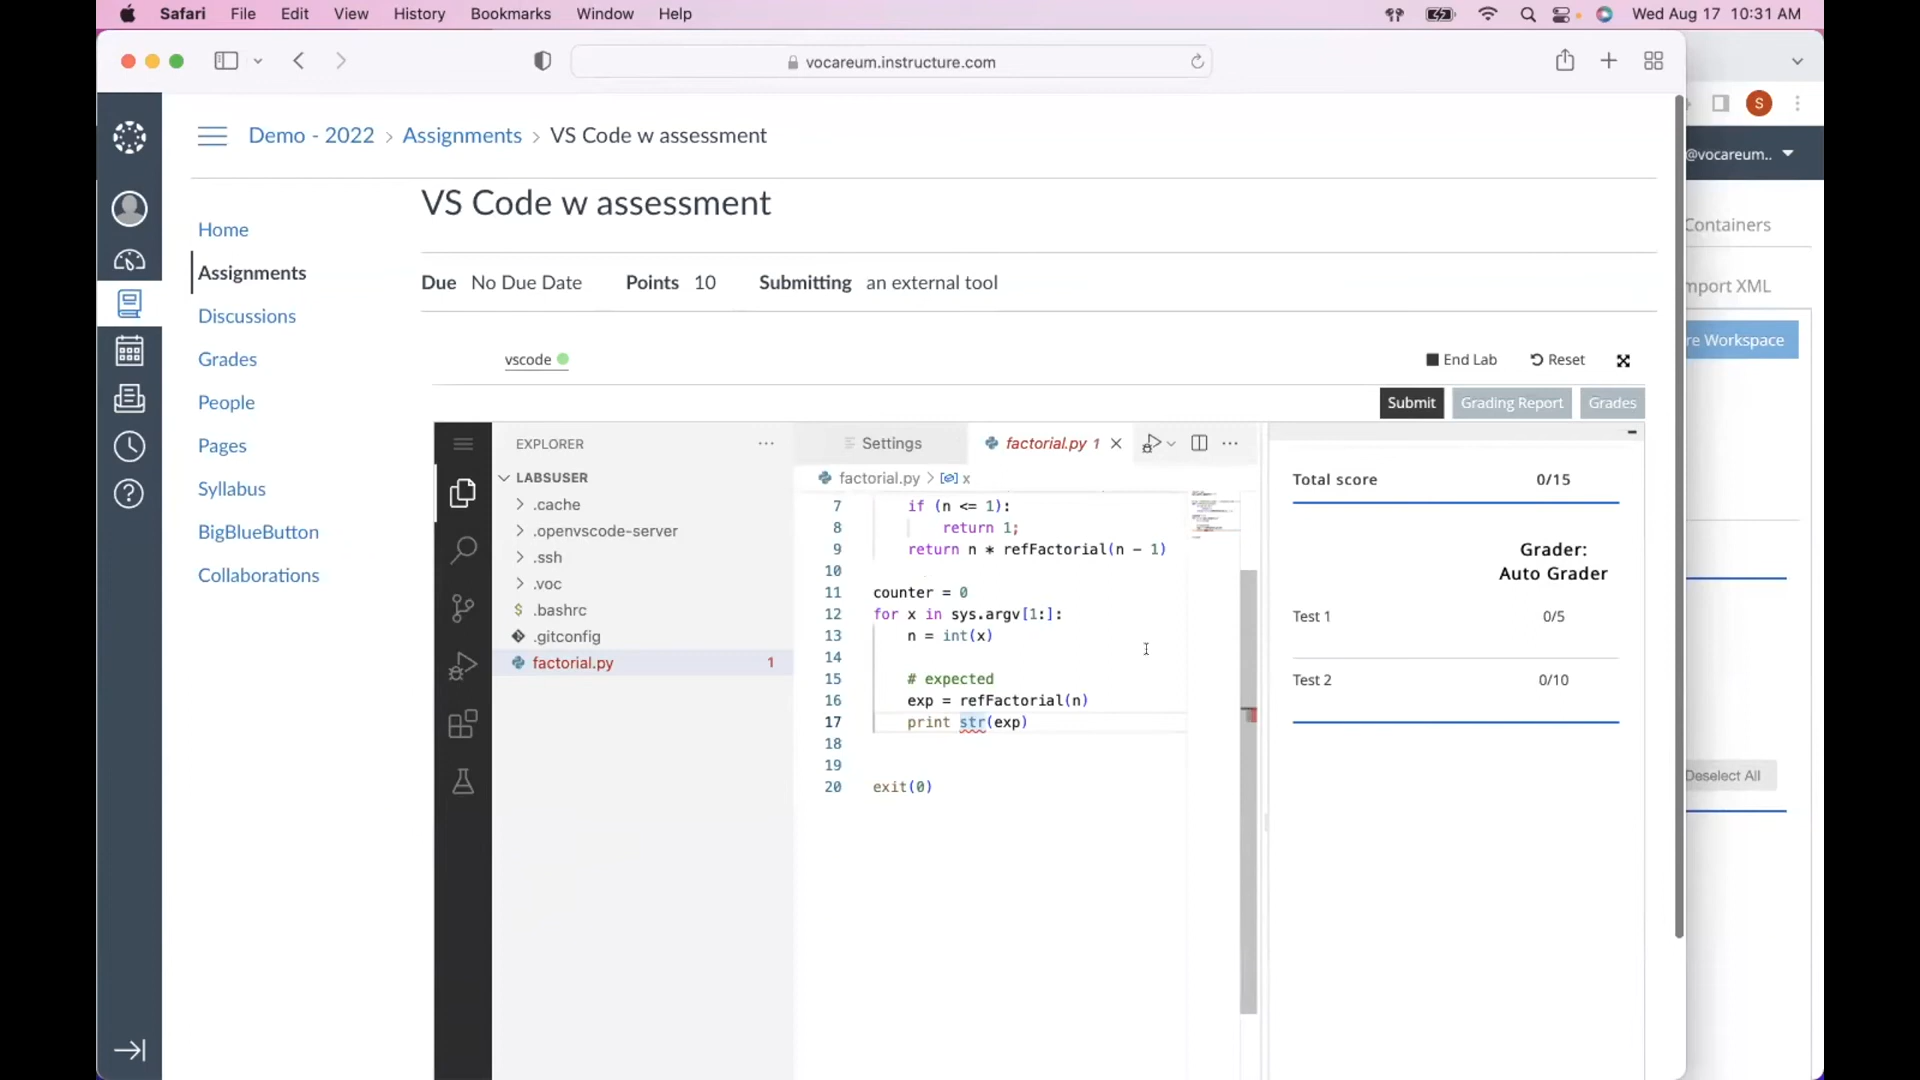 Safari File Edit View History Bookmarks Window Help Wed Aug 17 10:31 AM
vocareum.instructure.com
S
Demo - 2022 > Assignments > VS Code w assessment
@vocareum..
VS Code w assessment
Home
Assignments
Discussions
Grades
People
Pages
Syllabus
BigBlueButton
Collaborations
Due No Due Date Points 10 Submitting an external tool
vscode End Lab Reset
Submit Grading Report Grades
EXPLORER ...
LABSUSER
> .cache
> .openvscode-server
> .ssh
> .voc
$ .bashrc
.gitconfig
factorial.py 1
Settings factorial.py 1
factorial.py > x
7 if (n <= 1):
8 return 1;
9 return n * refFactorial(n - 1)
10
11 counter = 0
12 for x in sys.argv[1:]:
13 n = int(x)
14
15 # expected
16 exp = refFactorial(n)
17 print str(exp)
18
19
20 exit(0)
Total score 0/15
Grader:
Auto Grader
Test 1 0/5
Test 2 0/10
Containers
mport XML
re Workspace
Deselect All